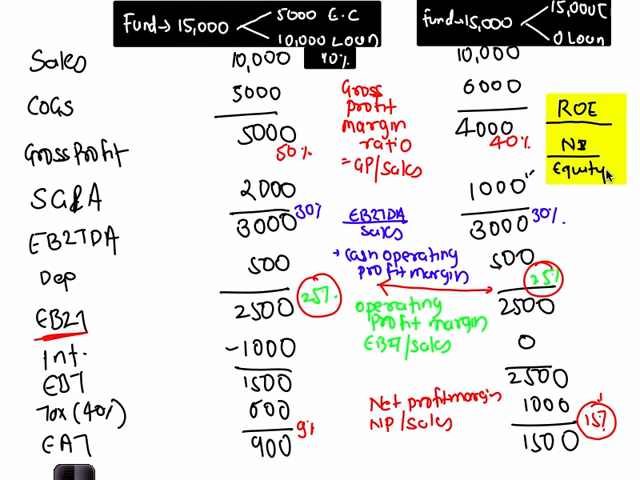 Fund → 15,000 5000 E.C
10,000 Loan
10%
fund → 15,000 15,000 E
0 Loan
Sales 10,000 10,000
COGS 5000 6000
Gross Profit 5000 4000
50% 40%
Gross
profit
margin
ratio
= GP/Sales
ROE
NI
Equity
SG&A 2000 1000
EBITDA 3000 30% 3000 30%
EBITDA
Sales
→ Cash operating
profit margin
Dep 500 500
EBIT 2500 25% 2500 25%
operating
profit margin
EBIT/sales
Int. -1000 0
EBT 1500 2500
Tax (40%) 600 1000
EAT 900 9% 1500 15%
Net profit margin
NP/sales